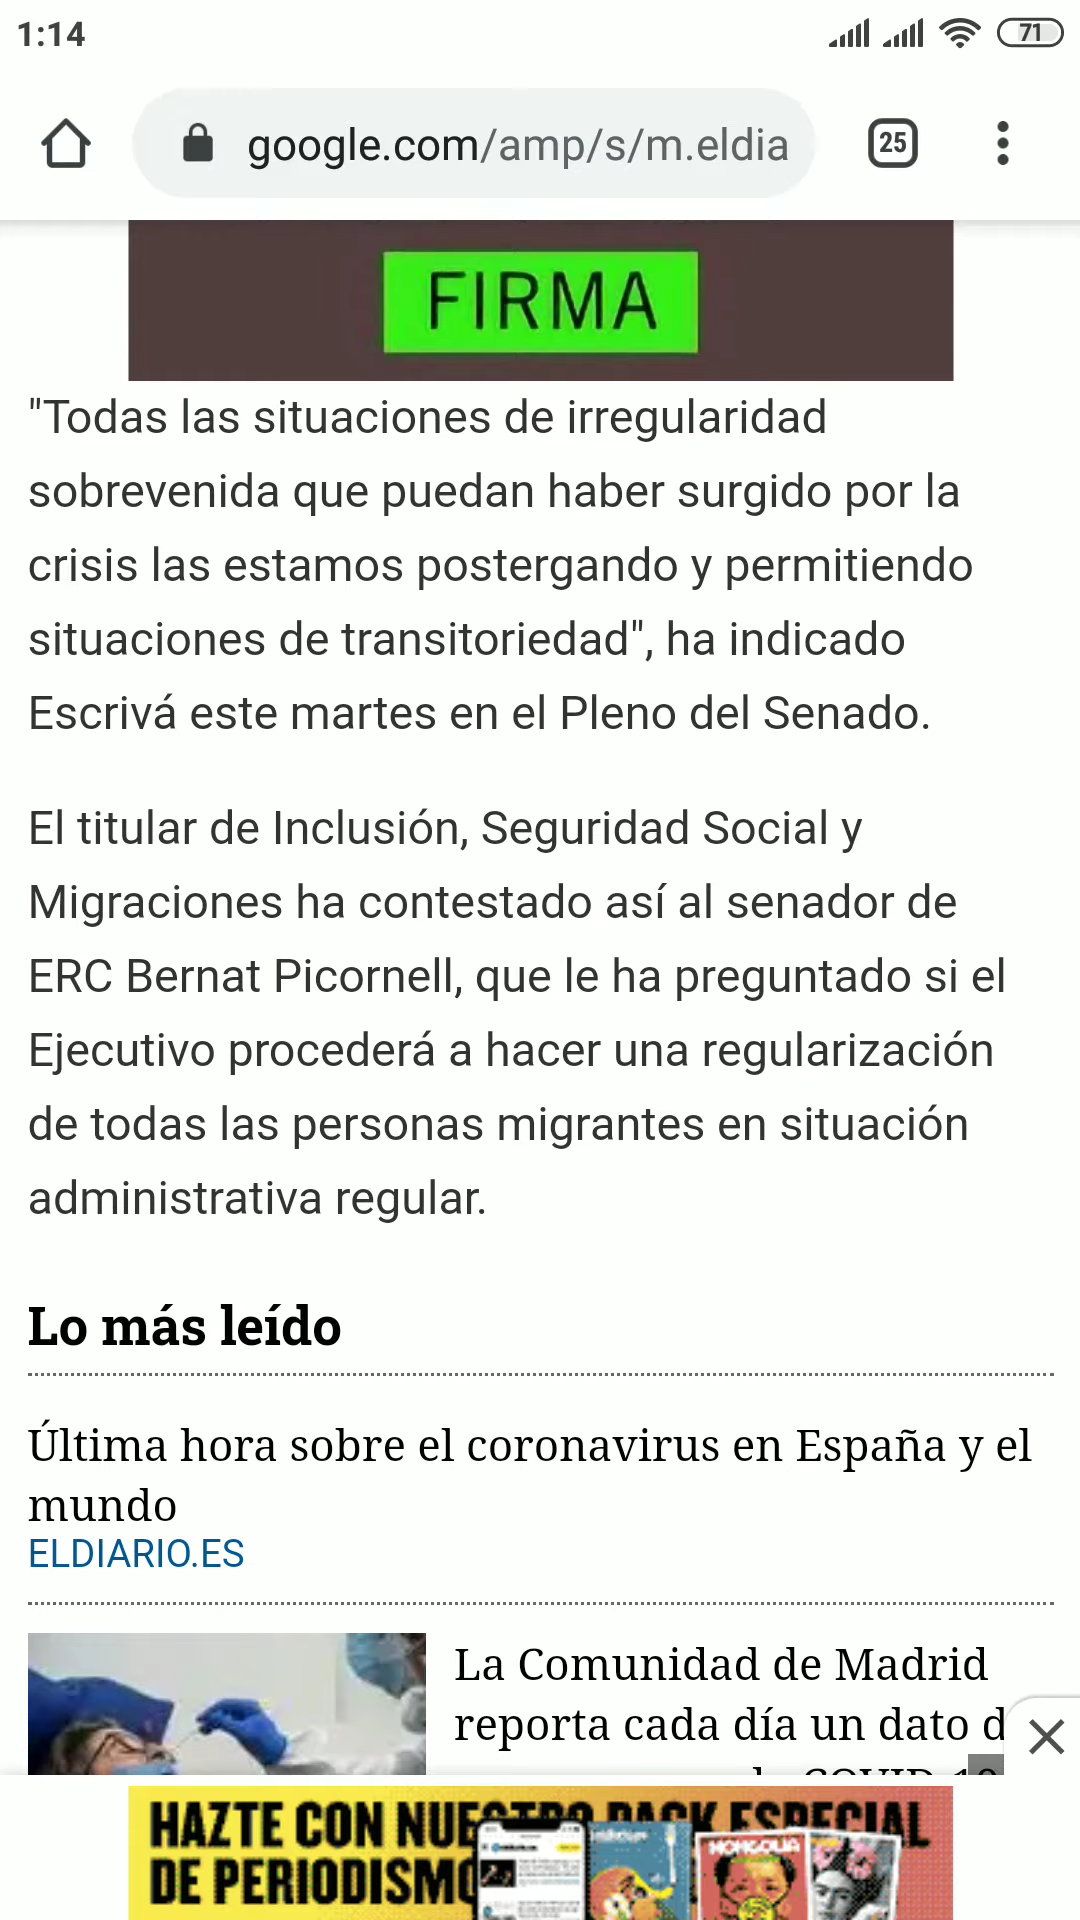 1:14
71
google.com/amp/s/m.eldia
25
FIRMA
"Todas las situaciones de irregularidad
sobrevenida que puedan haber surgido por la
crisis las estamos postergando y permitiendo
situaciones de transitoriedad", ha indicado
Escrivá este martes en el Pleno del Senado.
El titular de Inclusión, Seguridad Social y
Migraciones ha contestado así al senador de
ERC Bernat Picornell, que le ha preguntado si el
Ejecutivo procederá a hacer una regularización
de todas las personas migrantes en situación
administrativa regular.
Lo más leído
Última hora sobre el coronavirus en España y el
mundo
ELDIARIO.ES
La Comunidad de Madrid
reporta cada día un dato d
HAZTE CON NUESTRO PACK ESPECIAL
DE PERIODISMO
MONGOLIA